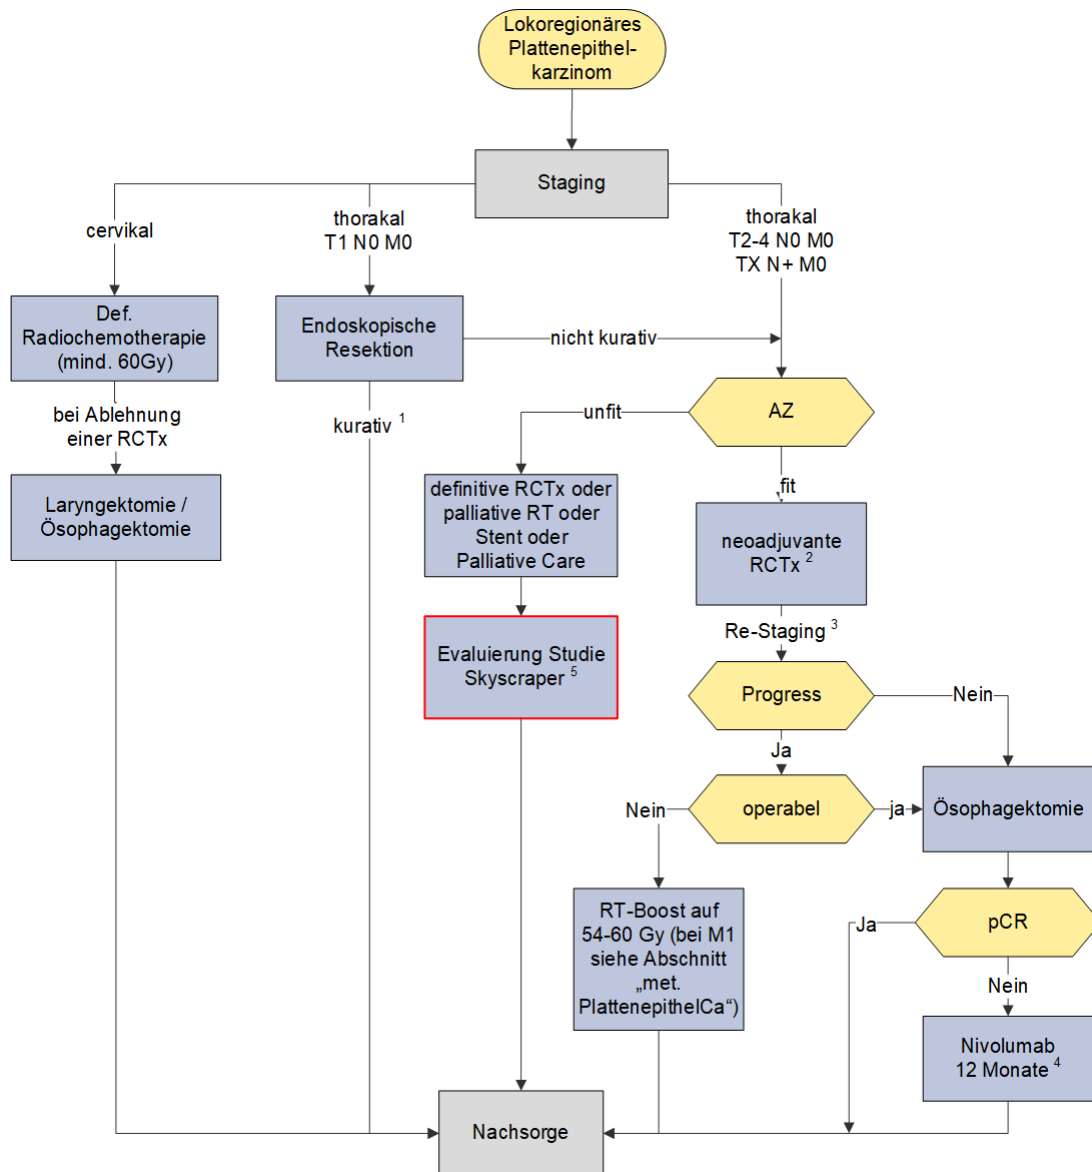 Lokoregionäres
Plattenepithel-
karzinom
Staging
cervikal
thorakal
T1 N0 M0
thorakal
T2-4 N0 M0
TX N+ M0
Def.
Radiochemotherapie
(mind. 60Gy)
Endoskopische
Resektion
nicht kurativ
bei Ablehnung
einer RCTx
kurativ 1
unfit
AZ
fit
Laryngektomie /
Ösophagektomie
definitive RCTx oder
palliative RT oder
Stent oder
Palliative Care
neoadjuvante
RCTx 2
Re-Staging 3
Evaluierung Studie
Skyscraper 5
Progress
Nein
Ja
Nein
operabel
ja
Ösophagektomie
RT-Boost auf
54-60 Gy (bei M1
siehe Abschnitt
„met.
PlattenepithelCa“)
Ja
pCR
Nein
Nivolumab
12 Monate 4
Nachsorge